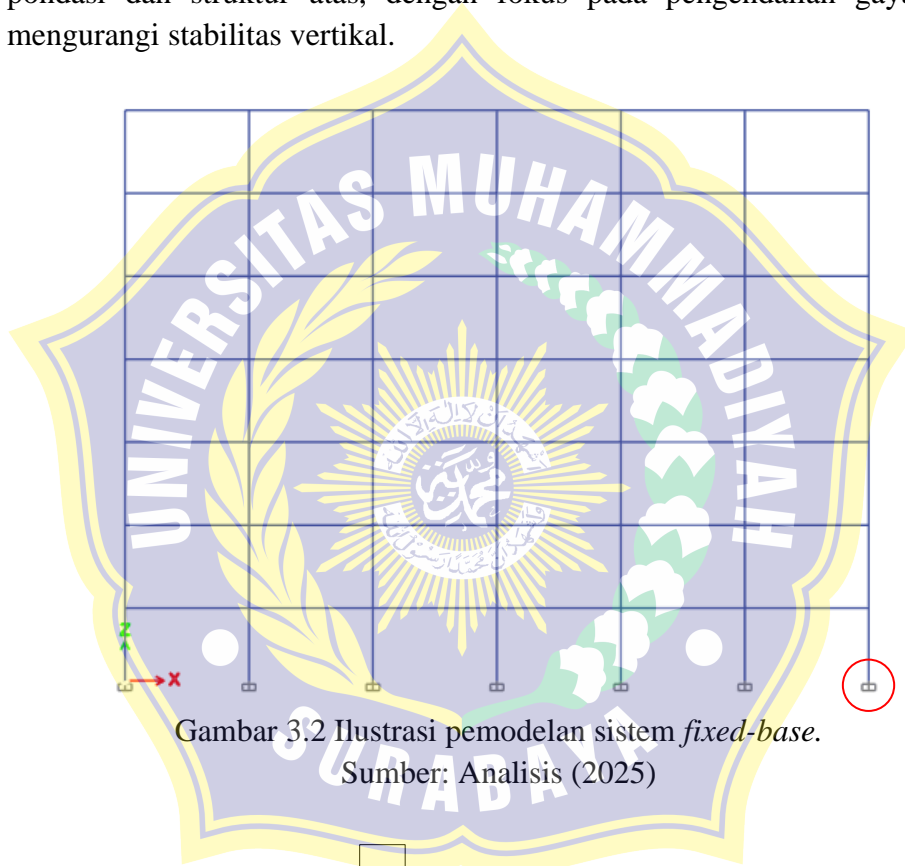 pondasi dan struktur atas, dengan fokus pada pengendalian gaya
mengurangi stabilitas vertikal.
UNIVERSITAS MUHAMMADIYAH
Z
X
SURABAYA
Gambar 3.2 Ilustrasi pemodelan sistem fixed-base.
Sumber: Analisis (2025)